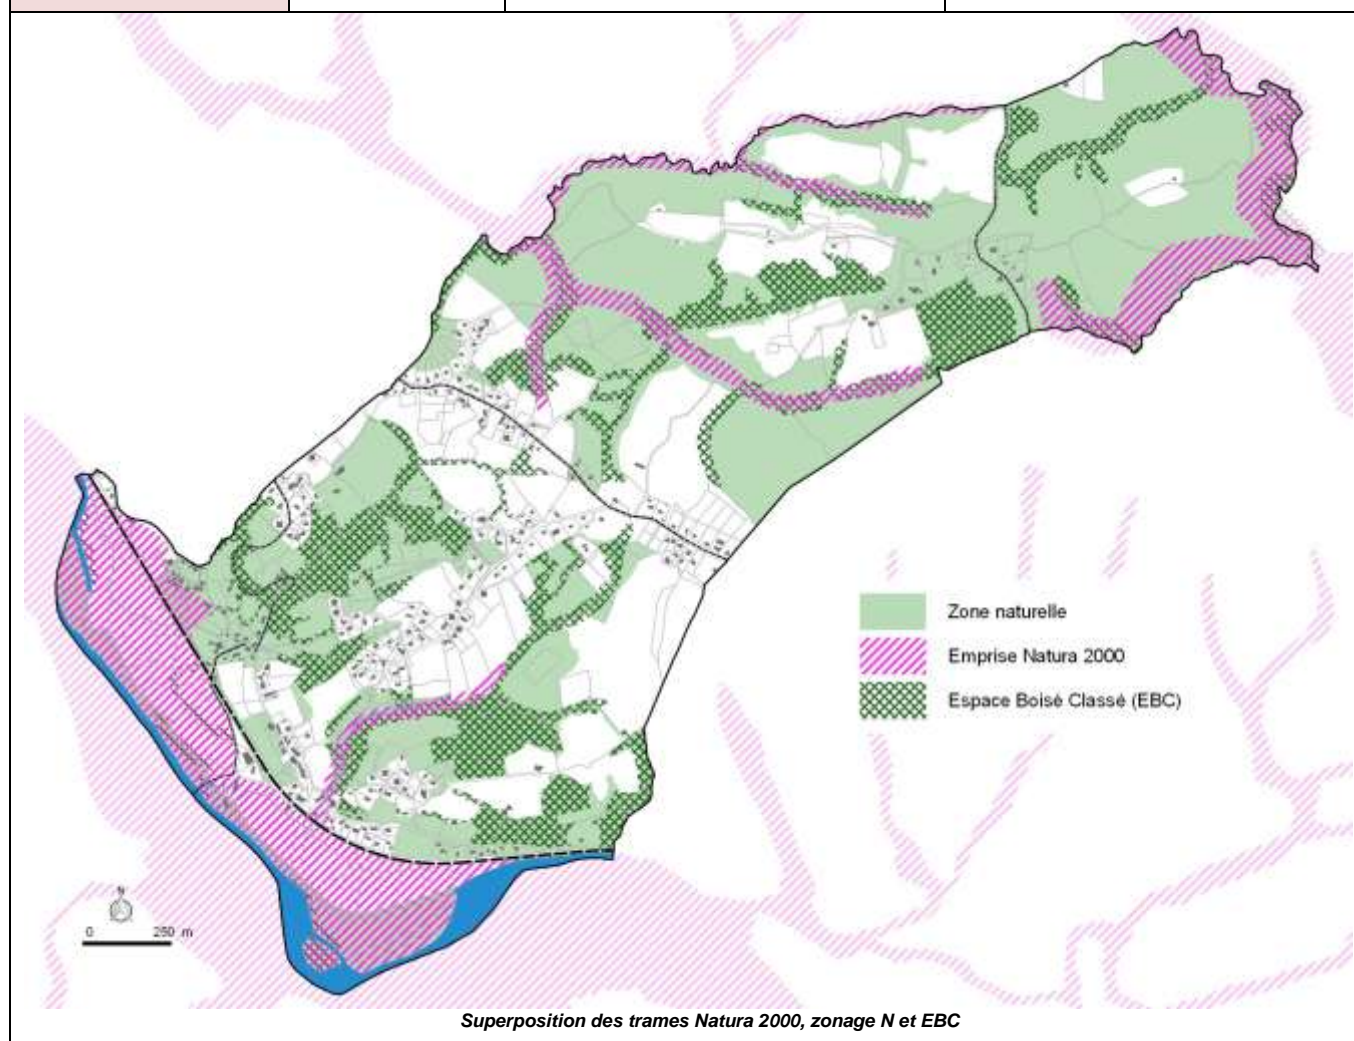 Zone naturelle
Emprise Natura 2000
Espace Boisé Classé (EBC)
N
0 250 m
Superposition des trames Natura 2000, zonage N et EBC